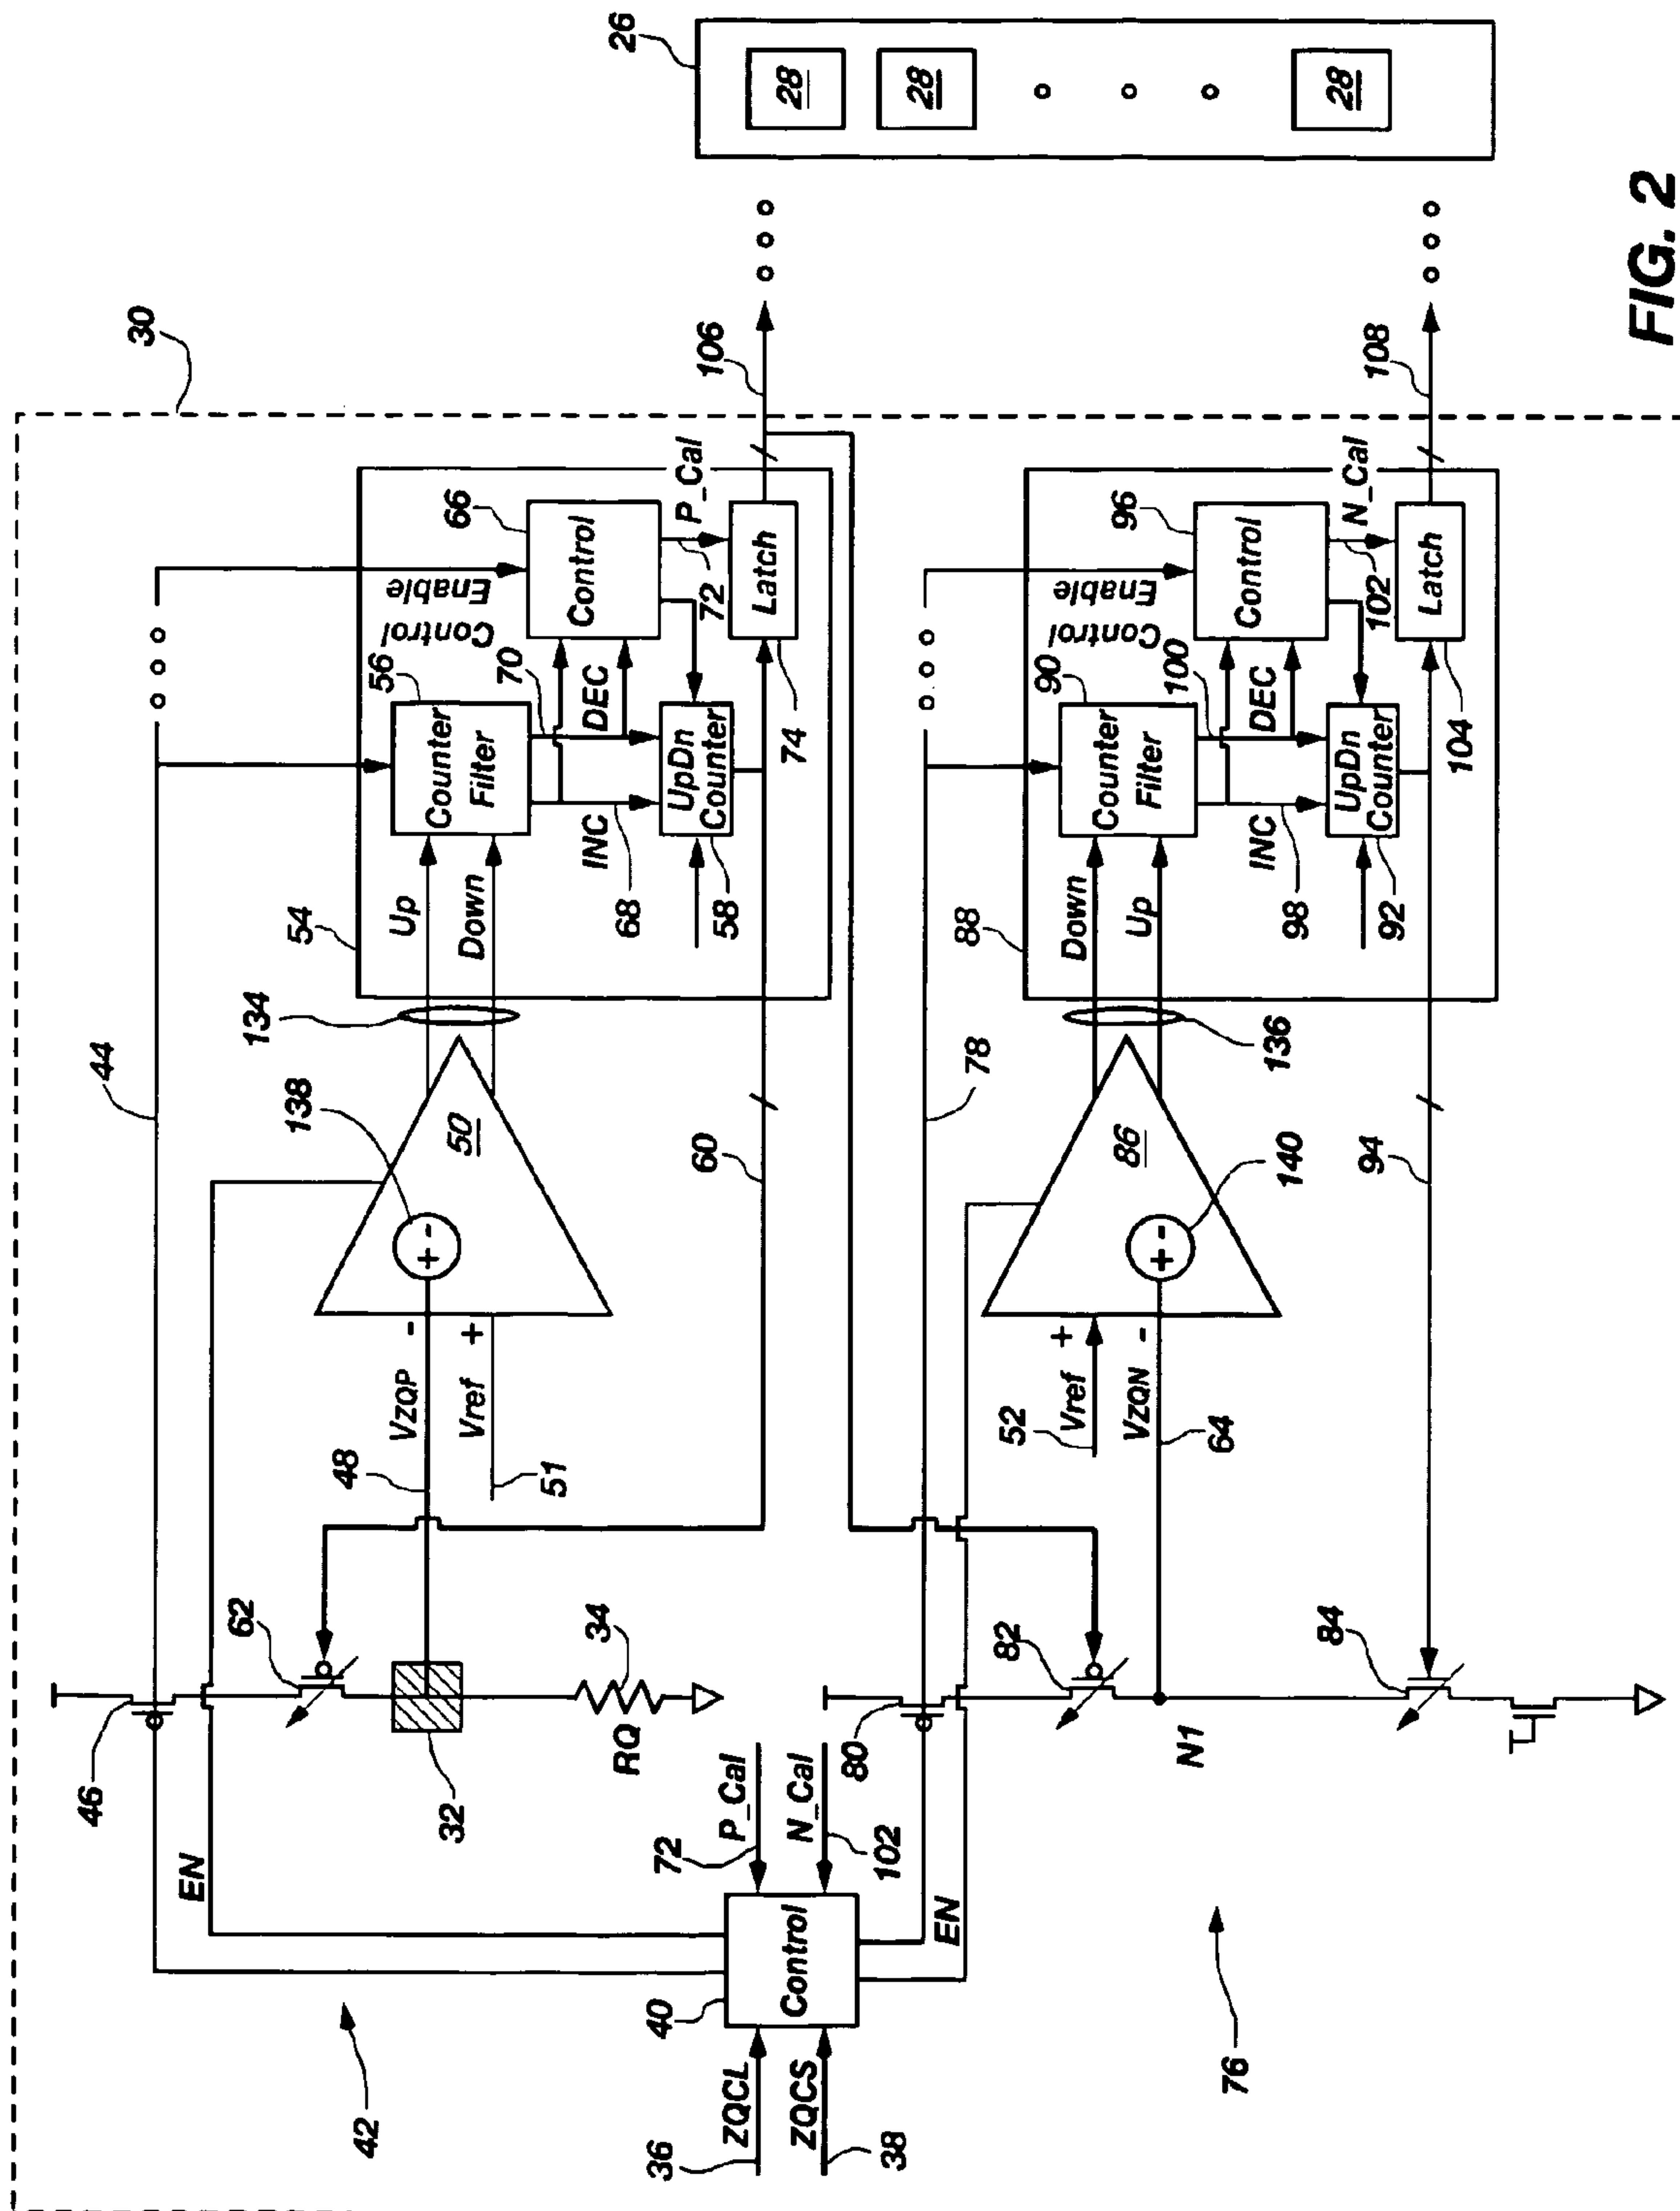 26
28
28
28
30
44
46
EN
62
48
VZQP
-
Vref
+
51
138
50
134
54
Up
Down
56
Counter
Filter
Control
Enable
66
Control
70
INC
DEC
68
UpDn
Counter
58
72
P_Cal
Latch
74
106
60
32
34
RQ
42
36
ZQCL
ZQCS
38
40
Control
72
P_Cal
N_Cal
102
EN
80
82
78
52
Vref
+
VZQN
-
64
140
86
136
88
Down
Up
90
Counter
Filter
Control
Enable
96
Control
100
INC
DEC
98
UpDn
Counter
92
102
N_Cal
Latch
104
108
94
84
N1
76
FIG. 2